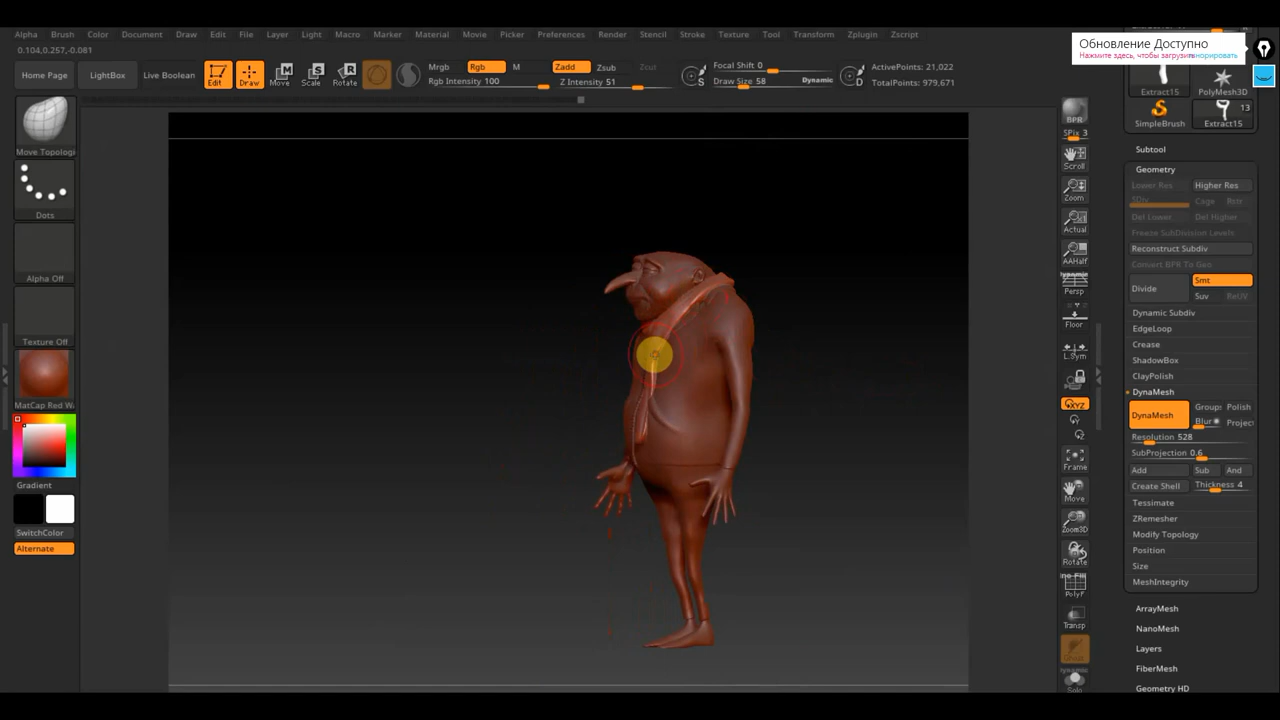 Alpha Brush Color Document Draw Edit File Layer Light Macro Marker Material Movie Picker Preferences Render Stencil Stroke Texture Tool Transform Zplugin Zscript
0.104,0.257,-0.081
Обновление Доступно
Нажмите здесь, чтобы загрузить
игнорировать
Home Page
LightBox
Live Boolean
Edit
Draw
Move
Scale
Rotate
Mrgb
Rgb
M
Rgb Intensity 100
Zadd
Zsub
Zcut
Z Intensity 51
S
Focal Shift 0
Draw Size 58
Dynamic
D
ActivePoints: 21,022
TotalPoints: 979,671
Move Topologi
Dots
Alpha Off
Texture Off
MatCap Red W
Gradient
SwitchColor
Alternate
BPR
SPix 3
Scroll
Zoom
Actual
AAHalf
Dynamic
Persp
Floor
L.Sym
XYZ
Y
Z
Frame
Move
Zoom3D
Rotate
Line Fill
PolyF
Transp
Ghost
Dynamic
Solo
Extract15
PolyMesh3D
SimpleBrush
13
Extract15
Subtool
Geometry
Lower Res
Higher Res
SDiv
Cage
Rstr
Del Lower
Del Higher
Freeze SubDivision Levels
Reconstruct Subdiv
Convert BPR To Geo
Divide
Smt
Suv
ReUV
Dynamic Subdiv
EdgeLoop
Crease
ShadowBox
ClayPolish
DynaMesh
DynaMesh
Groups
Polish
Blur
Project
Resolution 528
SubProjection 0.6
Add
Sub
And
Create Shell
Thickness 4
Tessimate
ZRemesher
Modify Topology
Position
Size
MeshIntegrity
ArrayMesh
NanoMesh
Layers
FiberMesh
Geometry HD